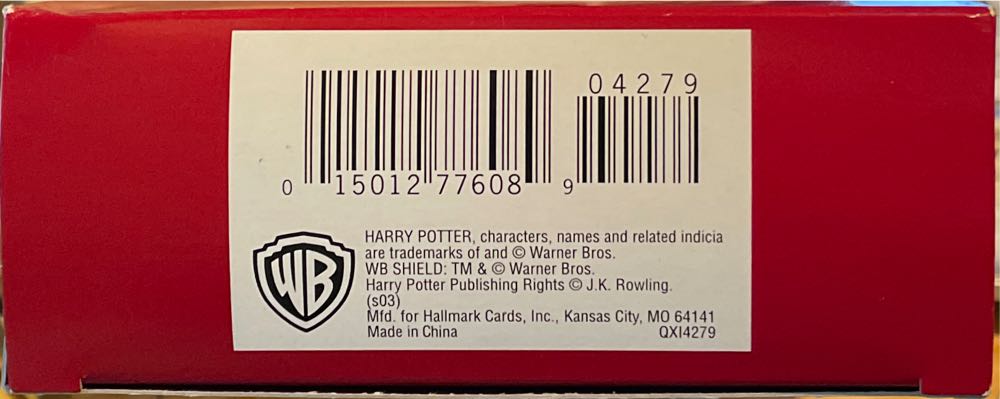 04279
0 15012 77608 9
WB
HARRY POTTER, characters, names and related indicia
are trademarks of and © Warner Bros.
WB SHIELD: TM & © Warner Bros.
Harry Potter Publishing Rights © J.K. Rowling.
(s03)
Mfd. for Hallmark Cards, Inc., Kansas City, MO 64141
Made in China QXI4279